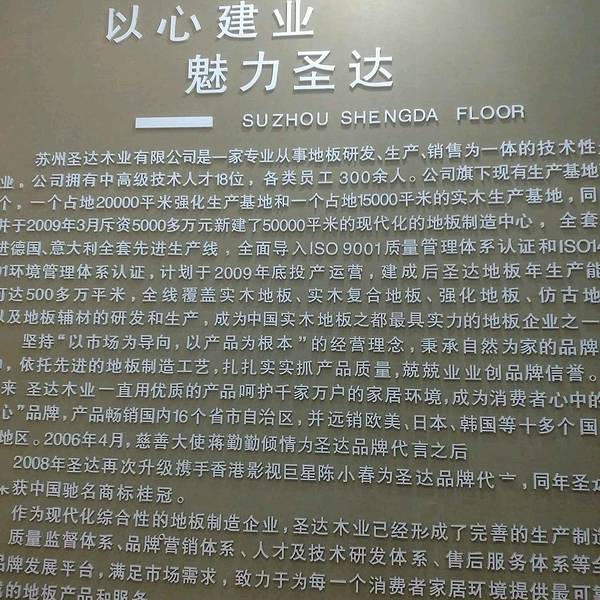 以心建业
魅力圣达
SUZHOU SHENGDA FLOOR
苏州圣达木业有限公司是一家专业从事地板研发、生产、销售为一体的技术性
业，公司拥有中高级技术人才18位，各类员工300余人。公司旗下现有生产基地
个，一个占地20000平米强化生产基地和一个占地15000平米的实木生产基地，同
并于2009年3月斥资5000多万元新建了50000平米的现代化的地板制造中心，全套
进德国、意大利全套先进生产线，全面导入ISO 9001质量管理体系认证和ISO14
01环境管理体系认证，计划于2009年底投产运营，建成后圣达地板年生产能
可达500多万平米，全线覆盖实木地板、实木复合地板、强化地板、仿古地
以及地板辅材的研发和生产，成为中国实木地板之都最具实力的地板企业之一
坚持“以市场为导向，以产品为根本”的经营理念，秉承自然为家的品牌
，依托先进的地板制造工艺，扎扎实实抓产品质量，兢兢业业创品牌信誉。
来 圣达木业一直用优质的产品呵护千家万户的家居环境，成为消费者心中的
心”品牌，产品畅销国内16个省市自治区，并远销欧美、日本、韩国等十多个国
地区。2006年4月，慈善大使蒋勤勤倾情为圣达品牌代言之后
2008年圣达再次升级携手香港影视巨星陈小春为圣达品牌代言，同年圣达
荣获中国驰名商标桂冠。
作为现代化综合性的地板制造企业，圣达木业已经形成了完善的生产制造
质量监督体系、品牌营销体系、人才及技术研发体系、售后服务体系等全
品牌发展平台，满足市场需求，致力于为每一个消费者家居环境提供最可靠
的地板产品和服务